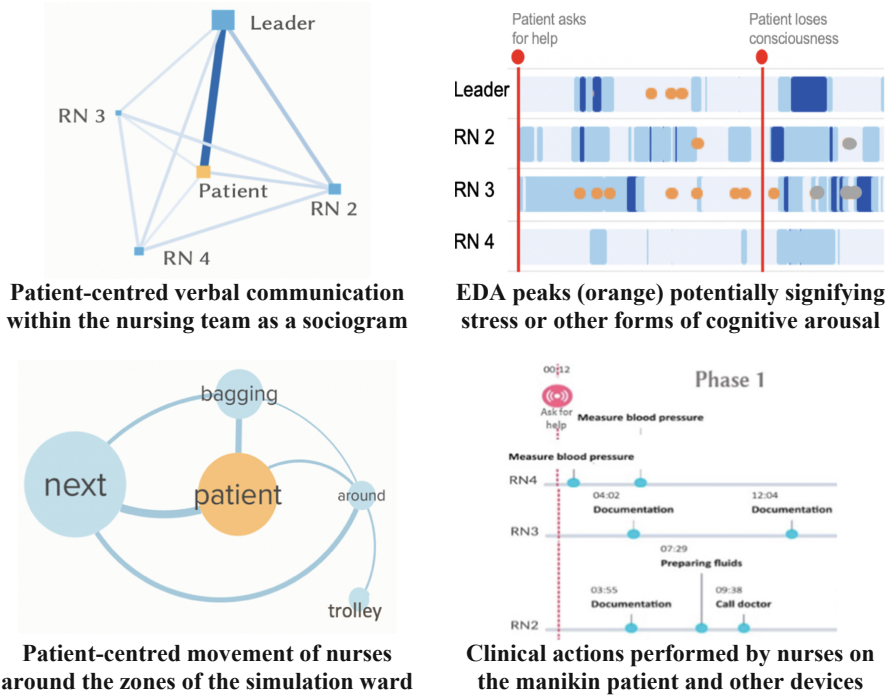 Leader
RN 3
Patient
RN 2
RN 4
Patient-centred verbal communication
within the nursing team as a sociogram
Patient asks
for help
Patient loses
consciousness
Leader
RN 2
RN 3
RN 4
EDA peaks (orange) potentially signifying
stress or other forms of cognitive arousal
bagging
next
patient
around
trolley
Patient-centred movement of nurses
around the zones of the simulation ward
00:12
Phase 1
Ask for
help
Measure blood pressure
Measure blood pressure
RN4
04:02
Documentation
12:04
Documentation
RN3
07:29
Preparing fluids
03:55
Documentation
09:38
Call doctor
RN2
Clinical actions performed by nurses on
the manikin patient and other devices